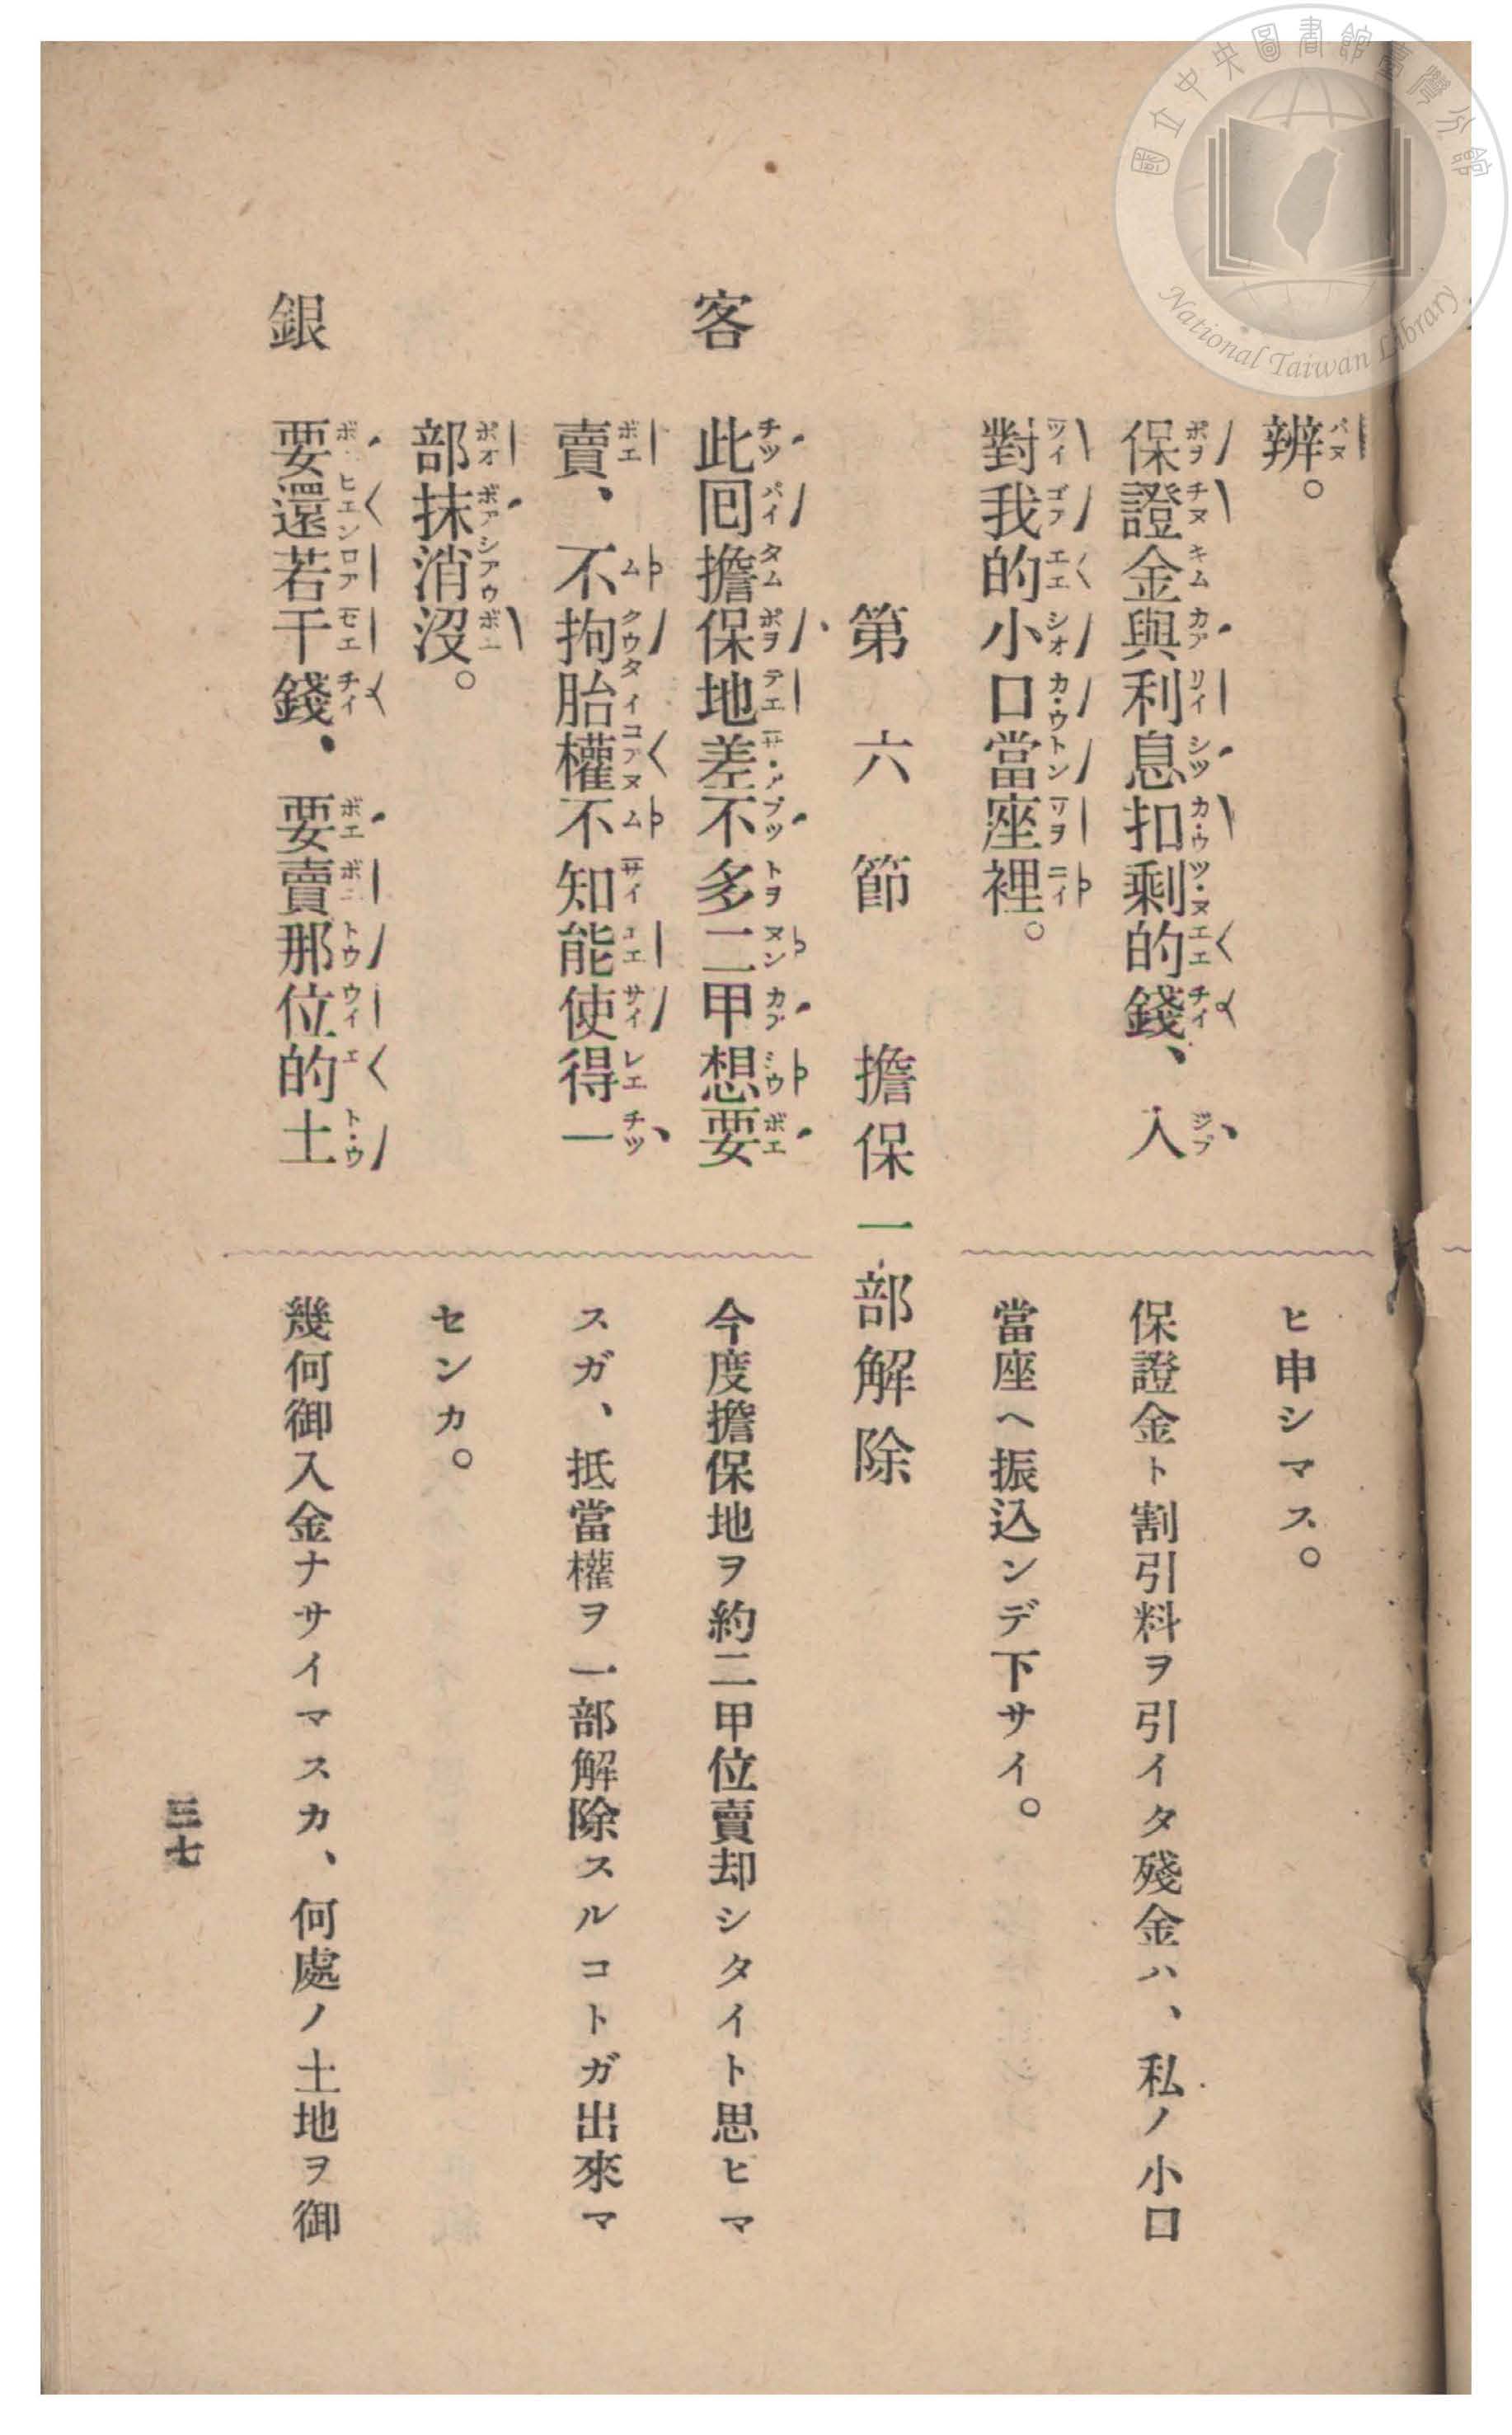 國立中央圖書館臺灣分館
National Taiwan Library
辨。
ヒ申シマス。
保證金與利息扣剩的錢、入
保證金ト割引料ヲ引イタ殘金ハ、私ノ小口
對我的小口當座裡。
當座ヘ振込ンデ下サイ。
第六節 擔保一部解除
客 此囘擔保地差不多二甲想要
今度擔保地ヲ約二甲位賣却シタイト思ヒマ
賣、不拘胎權不知能使得一
スガ、抵當權ヲ一部解除スルコトガ出來マ
部抹消沒。
センカ。
銀 要還若干錢、要賣那位的土
幾何御入金ナサイマスカ、何處ノ土地ヲ御
三七